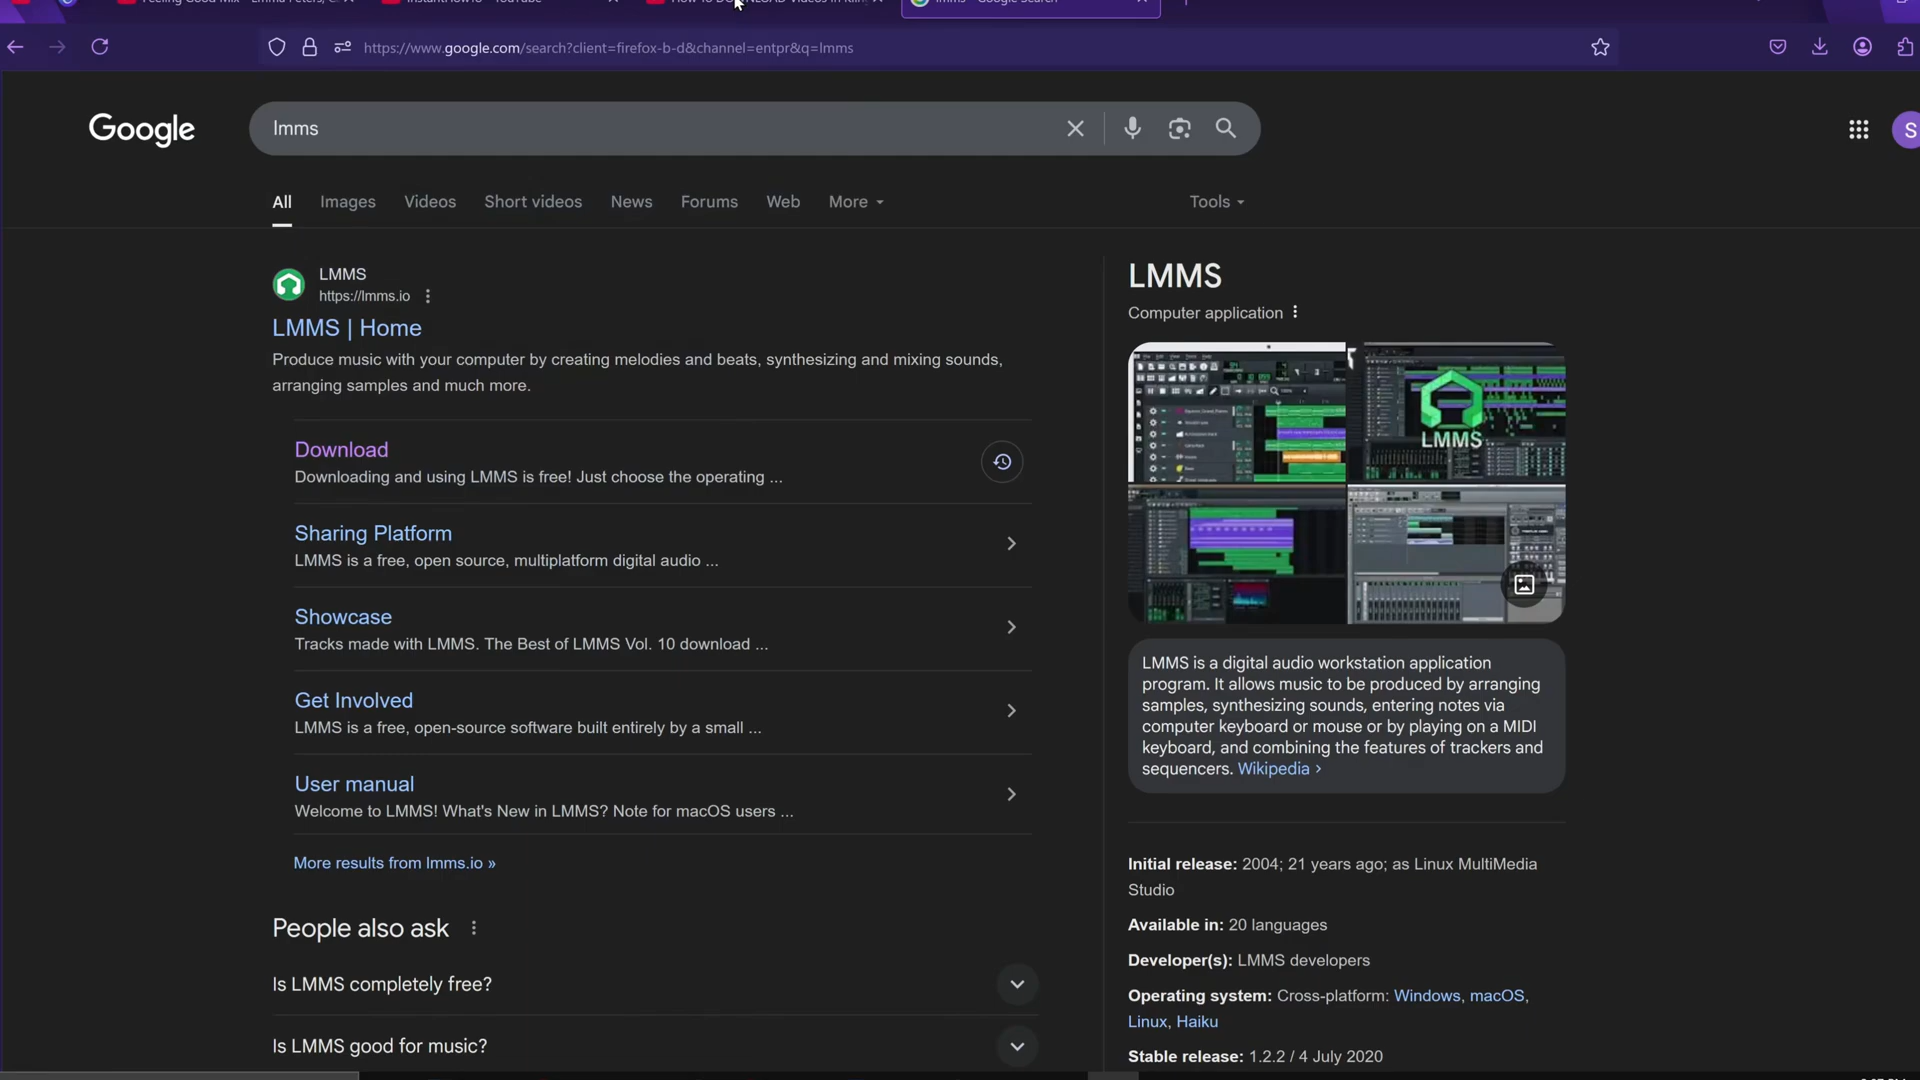 https://www.google.com/search?client=firefox-b-d&channel=entpr&q=lmms
Google
lmms
S
All
Images
Videos
Short videos
News
Forums
Web
More
Tools
LMMS
https://lmms.io
LMMS | Home
Produce music with your computer by creating melodies and beats, synthesizing and mixing sounds,
arranging samples and much more.
Download
Downloading and using LMMS is free! Just choose the operating ...
Sharing Platform
LMMS is a free, open source, multiplatform digital audio ...
Showcase
Tracks made with LMMS. The Best of LMMS Vol. 10 download ...
Get Involved
LMMS is a free, open-source software built entirely by a small ...
User manual
Welcome to LMMS! What's New in LMMS? Note for macOS users ...
More results from lmms.io »
People also ask
Is LMMS completely free?
Is LMMS good for music?
LMMS
Computer application
LMMS
LMMS is a digital audio workstation application
program. It allows music to be produced by arranging
samples, synthesizing sounds, entering notes via
computer keyboard or mouse or by playing on a MIDI
keyboard, and combining the features of trackers and
sequencers. Wikipedia ›
Initial release: 2004; 21 years ago; as Linux MultiMedia
Studio
Available in: 20 languages
Developer(s): LMMS developers
Operating system: Cross-platform: Windows, macOS,
Linux, Haiku
Stable release: 1.2.2 / 4 July 2020